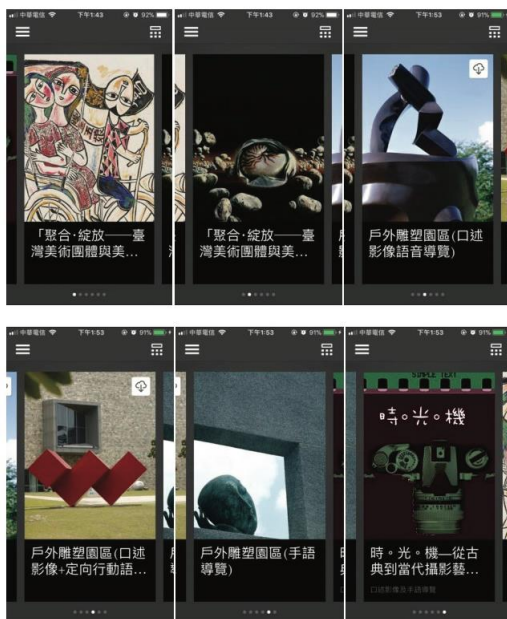 中華電信 下午1:43 92%
「聚合·綻放——臺
灣美術團體與美...
中華電信 下午1:43 92%
「聚合·綻放——臺
灣美術團體與美...
中華電信 下午1:53 91%
戶外雕塑園區(口述
影像語音導覽)
中華電信 下午1:53 91%
戶外雕塑園區(口述
影像+定向行動語...
中華電信 下午1:53 91%
戶外雕塑園區(手語
導覽)
中華電信 下午1:53 91%
SIMPLE TEXT
時。光。機
時。光。機—從古
典到當代攝影藝...
口述影像及手語導覽